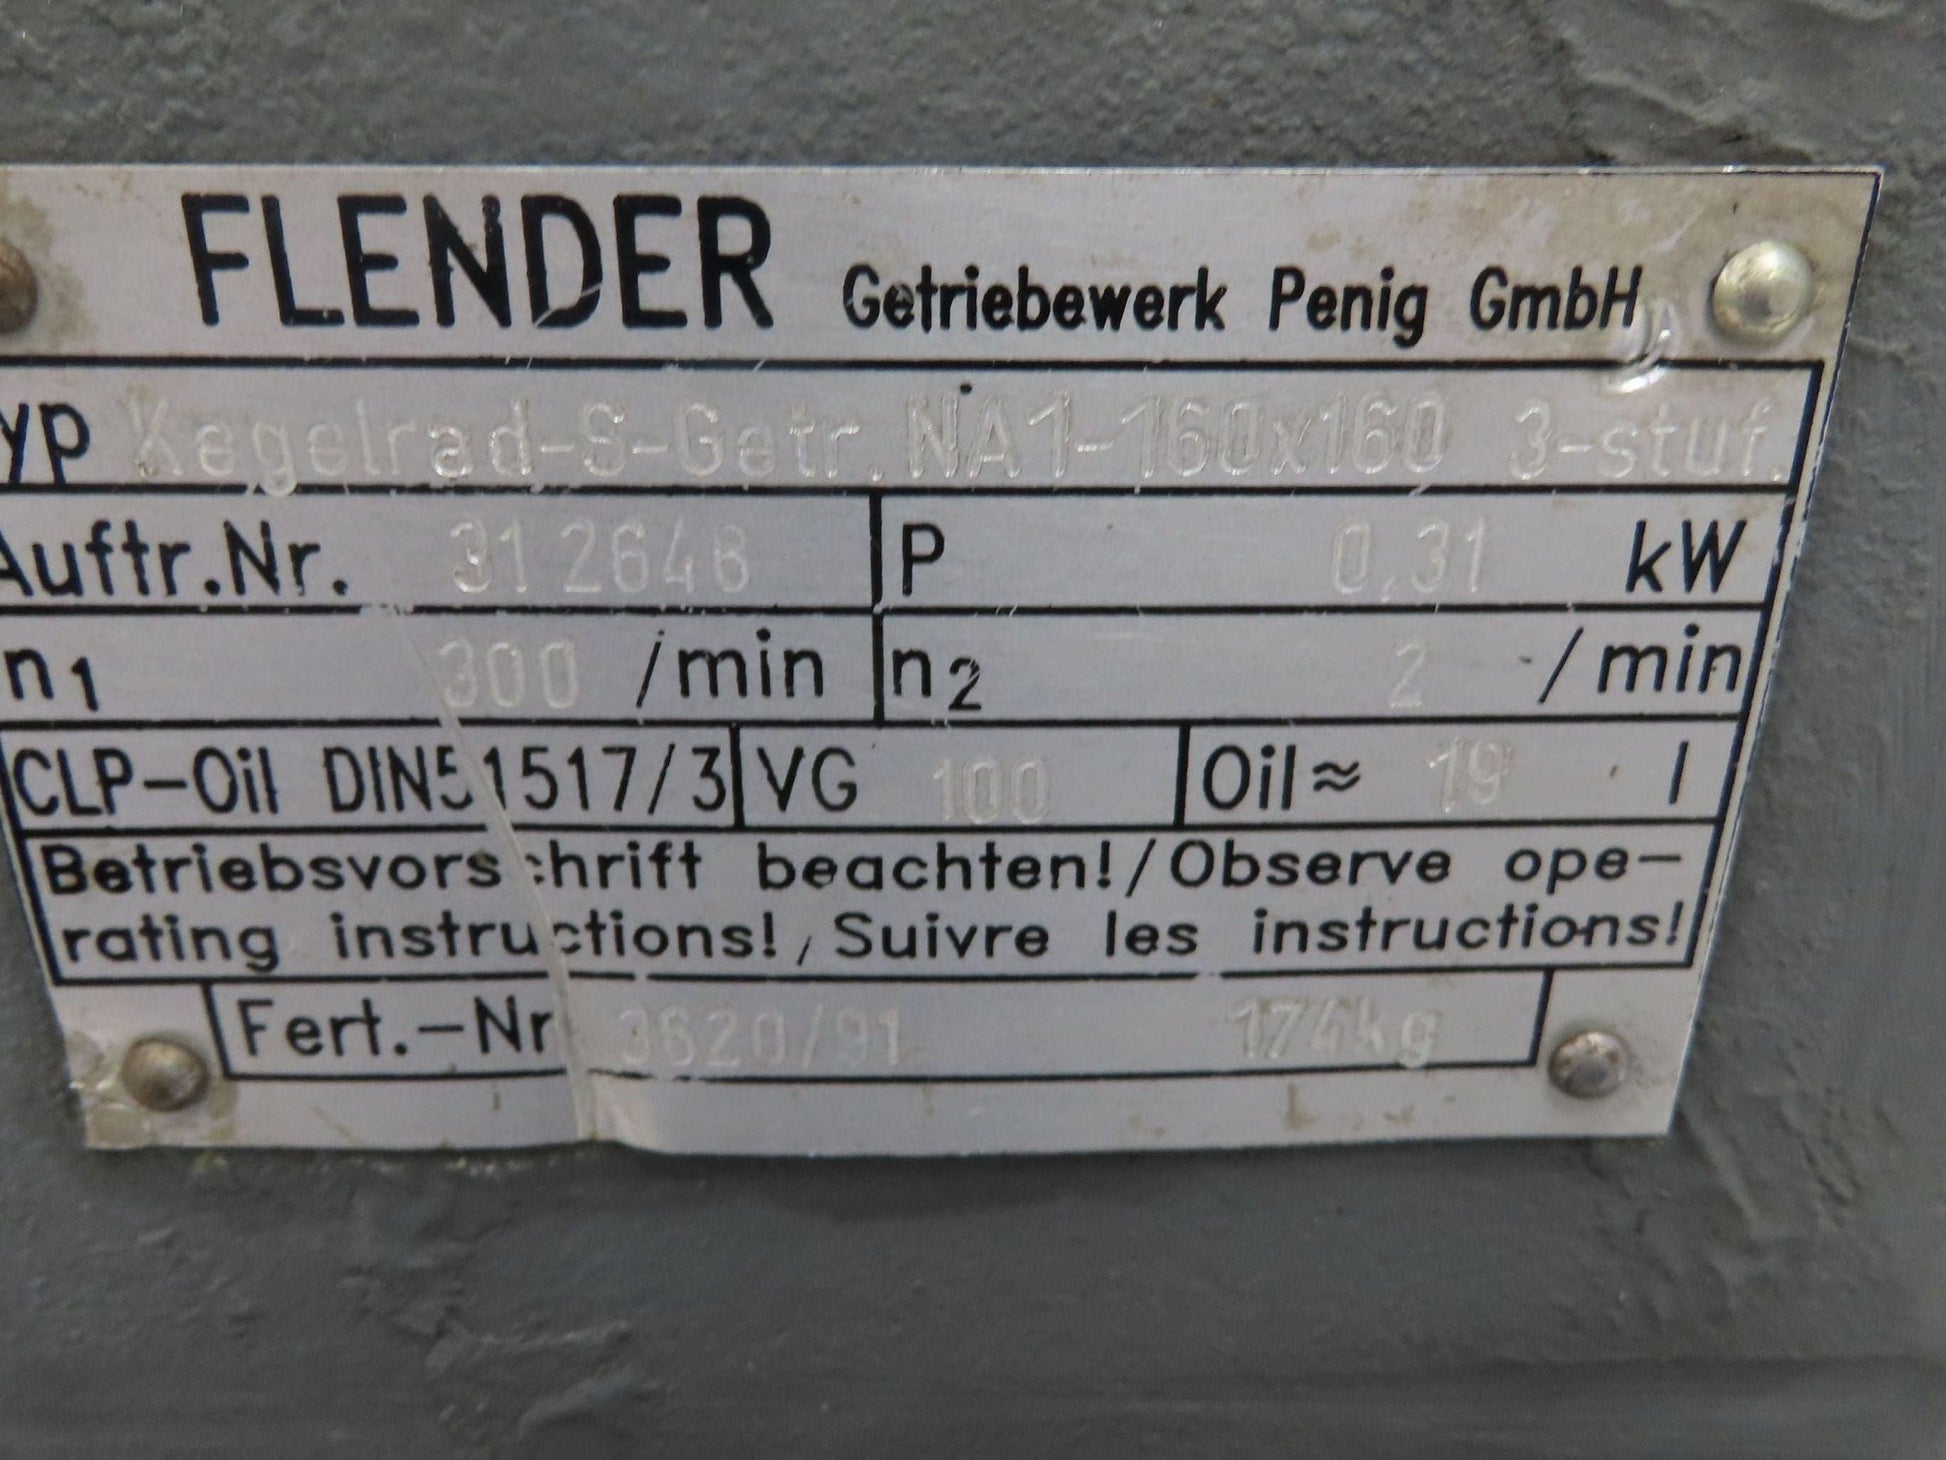 FLENDER Getriebewerk Penig GmbH
yp Kegelrad-S-Getr. NA1-160x160 3-stuf.
Auftr.Nr. 312646 P 0,31 kW
n1 300 /min n2 2 /min
CLP-Oil DIN51517/3 VG 100 Oil≈ 19 l
Betriebsvorschrift beachten!/Observe ope-
rating instructions!/Suivre les instructions!
Fert.-Nr 3620/91 174kg